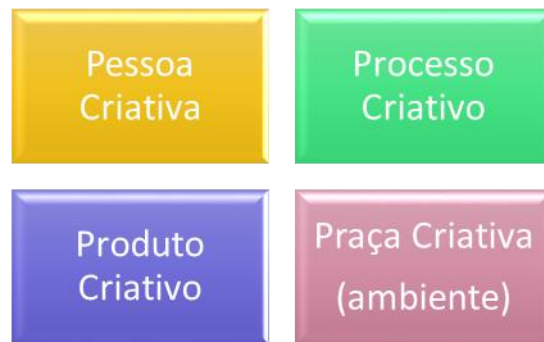 Pessoa
Criativa
Processo
Criativo
Produto
Criativo
Praça Criativa
(ambiente)